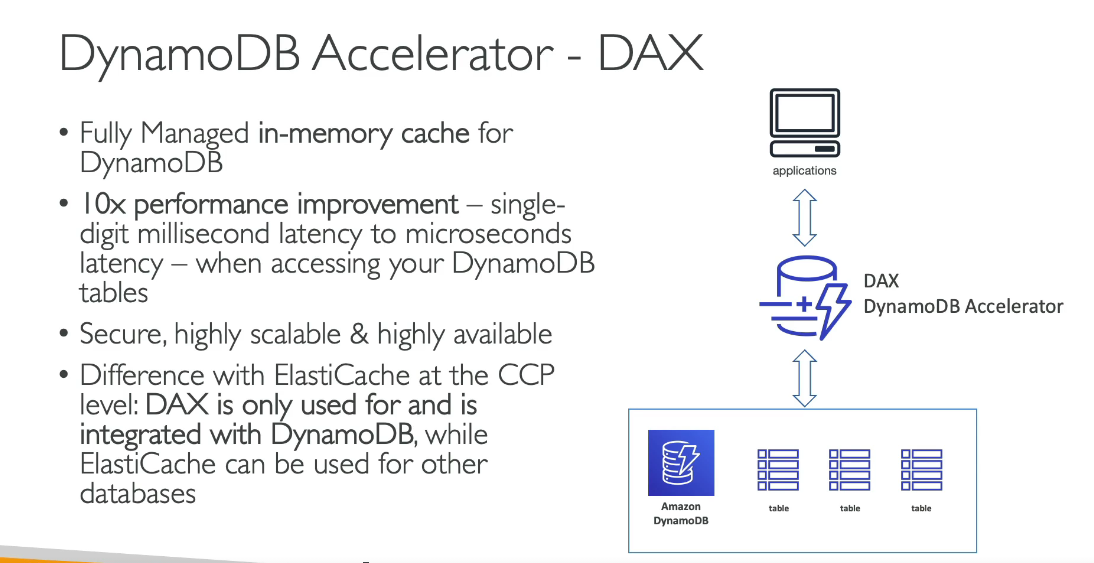 DynamoDB Accelerator - DAX
• Fully Managed in-memory cache for
DynamoDB
• 10x performance improvement – single-
digit millisecond latency to microseconds
latency – when accessing your DynamoDB
tables
• Secure, highly scalable & highly available
• Difference with ElastiCache at the CCP
level: DAX is only used for and is
integrated with DynamoDB, while
ElastiCache can be used for other
databases
applications
DAX
DynamoDB Accelerator
Amazon
DynamoDB
table
table
table